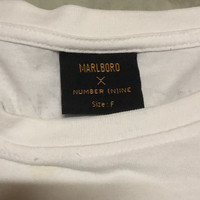 MARLBORO
×
NUMBER (N)INE
Size : F